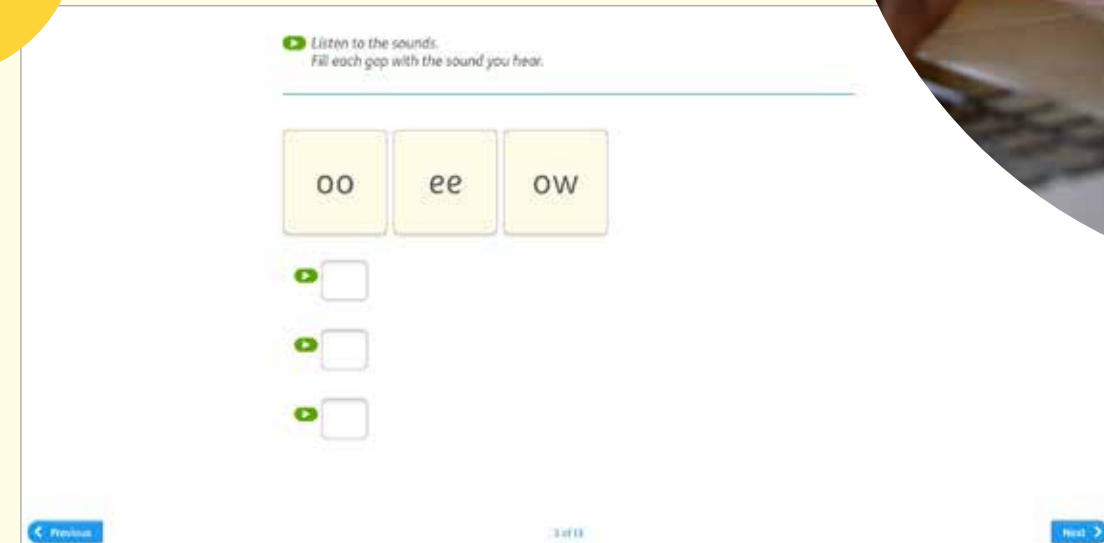 Listen to the sounds.
Fill each gap with the sound you hear.
oo ee ow
Previous
Next